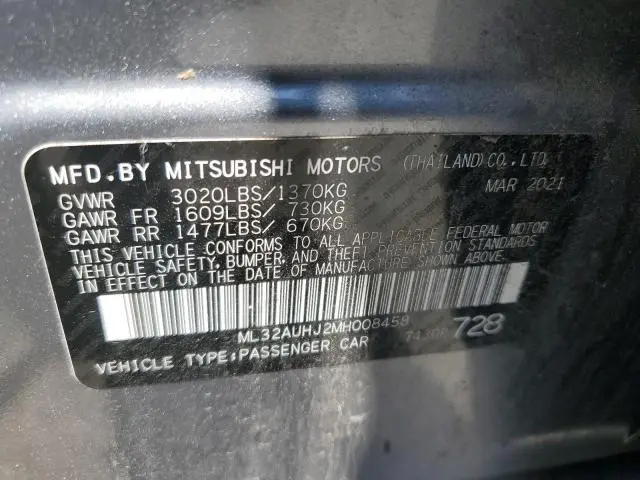 MFD.BY MITSUBISHI MOTORS (THAILAND) CO.,LTD.
MAR 2021
GVWR 3020LBS/1370KG
GAWR FR 1609LBS/ 730KG
GAWR RR 1477LBS/ 670KG
THIS VEHICLE CONFORMS TO ALL APPLICABLE FEDERAL MOTOR
VEHICLE SAFETY, BUMPER, AND THEFT PREVENTION STANDARDS
IN EFFECT ON THE DATE OF MANUFACTURE SHOWN ABOVE.
ML32AUHJ2MH008459
728
VEHICLE TYPE:PASSENGER CAR